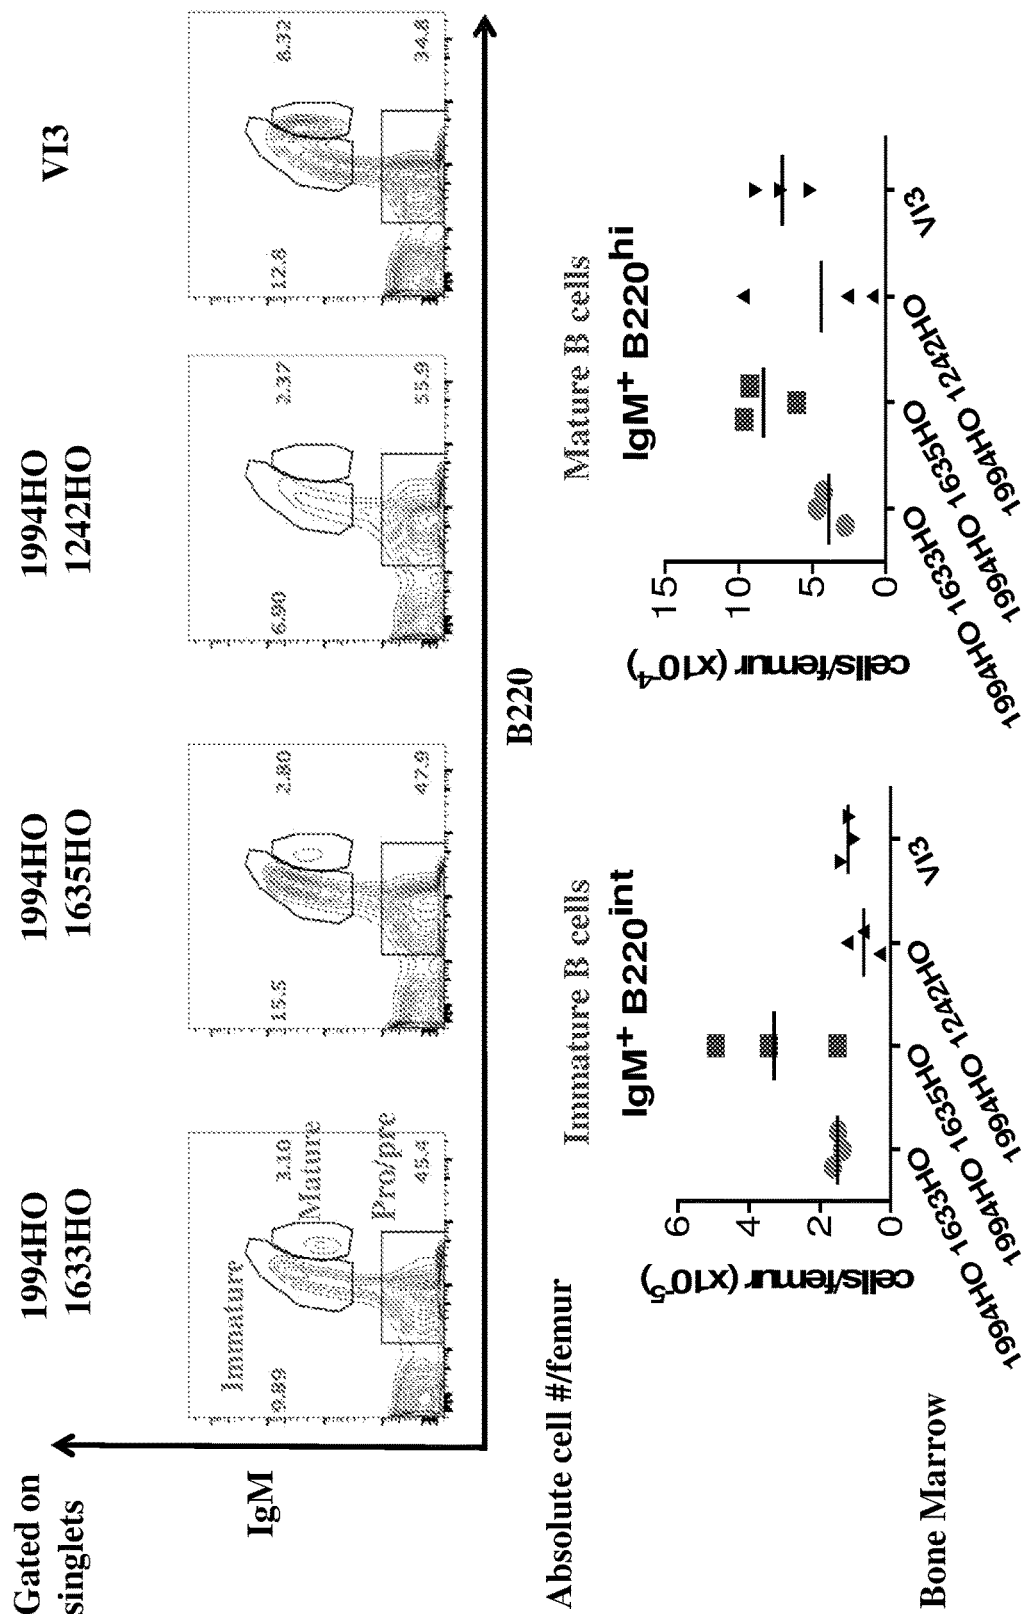 Gated on
singlets
1994HO
1633HO
1994HO
1635HO
1994HO
1242HO
VI3
IgM
Immature
9.89
3.10
Mature
Pro/pre
45.4
15.5
2.80
47.9
6.90
2.37
55.9
12.8
8.32
34.8
B220
Absolute cell #/femur
Immature B cells
IgM+ B220int
cells/femur (x10-5)
6
4
2
0
1994HO 1633HO
1994HO 1635HO
1994HO 1242HO
VI3
Mature B cells
IgM+ B220hi
cells/femur (x10-4)
15
10
5
0
1994HO 1633HO
1994HO 1635HO
1994HO 1242HO
VI3
Bone Marrow